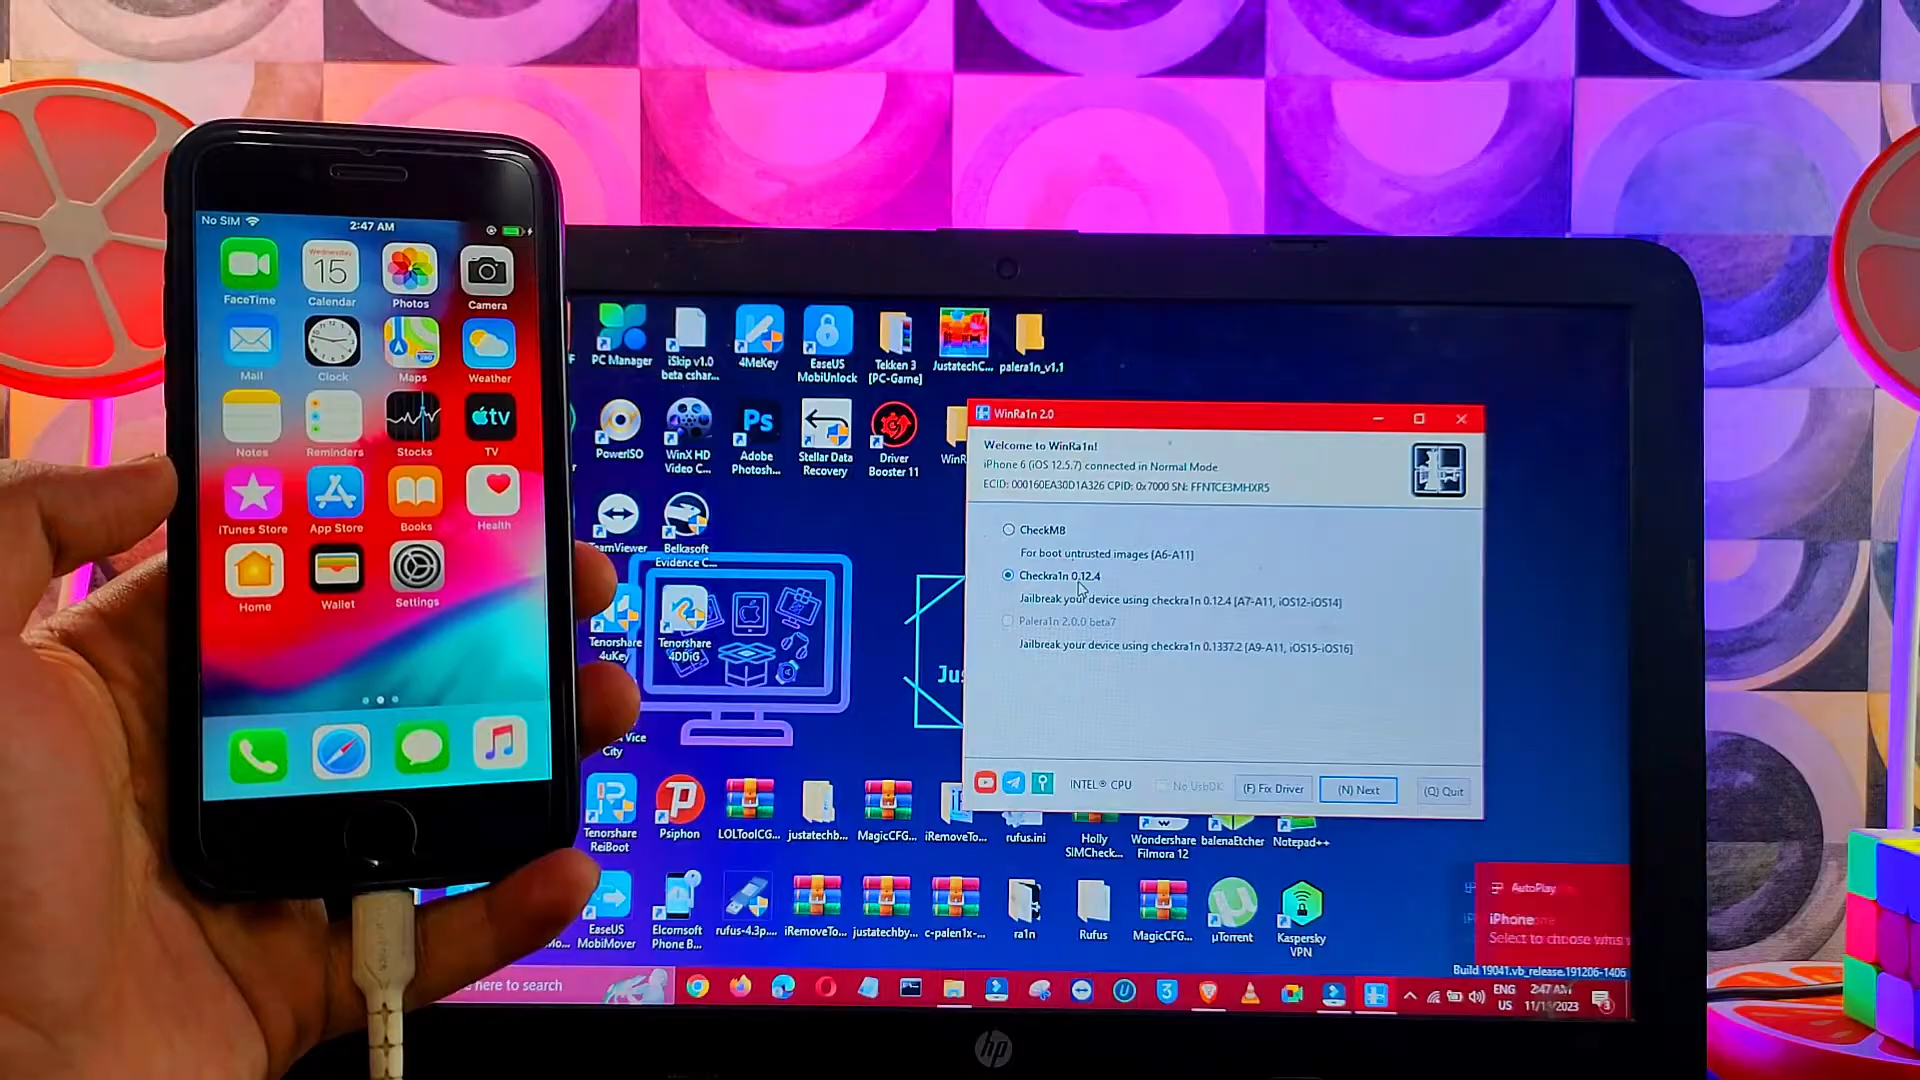 No SIM
2:47 AM
FaceTime
Wednesday
15
Calendar
Photos
Camera
Mail
Clock
Maps
Weather
Notes
Reminders
Stocks
tv
TV
iTunes Store
App Store
Books
Health
Home
Wallet
Settings
PC Manager
iSkip v1.0
beta cshar...
4MeKey
EaseUS
MobiUnlock
Tekken 3
[PC-Game]
JustatechC...
palera1n_v1.1
PowerISO
WinX HD
Video C...
Ps
Adobe
Photosh...
Stellar Data
Recovery
Driver
Booster 11
WinR
TeamViewer
Belkasoft
Evidence C...
Tenorshare
4uKey
Tenorshare
4DDiG
Jus
Vice
City
WinRa1n 2.0
Welcome to WinRa1n!
iPhone 6 (iOS 12.5.7) connected in Normal Mode
ECID: 000160EA30D1A326 CPID: 0x7000 SN: FFNTCE3MHXR5
CheckM8
For boot untrusted images [A6-A11]
Checkra1n 0.12.4
Jailbreak your device using checkra1n 0.12.4 [A7-A11, iOS12-iOS14]
Palera1n 2.0.0 beta7
Jailbreak your device using checkra1n 0.1337.2 [A9-A11, iOS15-iOS16]
INTEL® CPU
No UsbDK
(F) Fix Driver
(N) Next
(Q) Quit
Tenorshare
ReiBoot
Psiphon
LOLToolCG...
justatechb...
MagicCFG...
iRemoveTo...
rufus.ini
Holly
SIMCheck...
Wondershare
Filmora 12
balenaEtcher
Notepad++
EaseUS
MobiMover
Elcomsoft
Phone B...
rufus-4.3p...
iRemoveTo...
justatechby...
c-palen1x-...
ra1n
Rufus
MagicCFG...
µTorrent
Kaspersky
VPN
AutoPlay
iPhone
Select to choose
Build 19041.vb_release.191206-1406
here to search
ENG
US
2:47 AM
hp